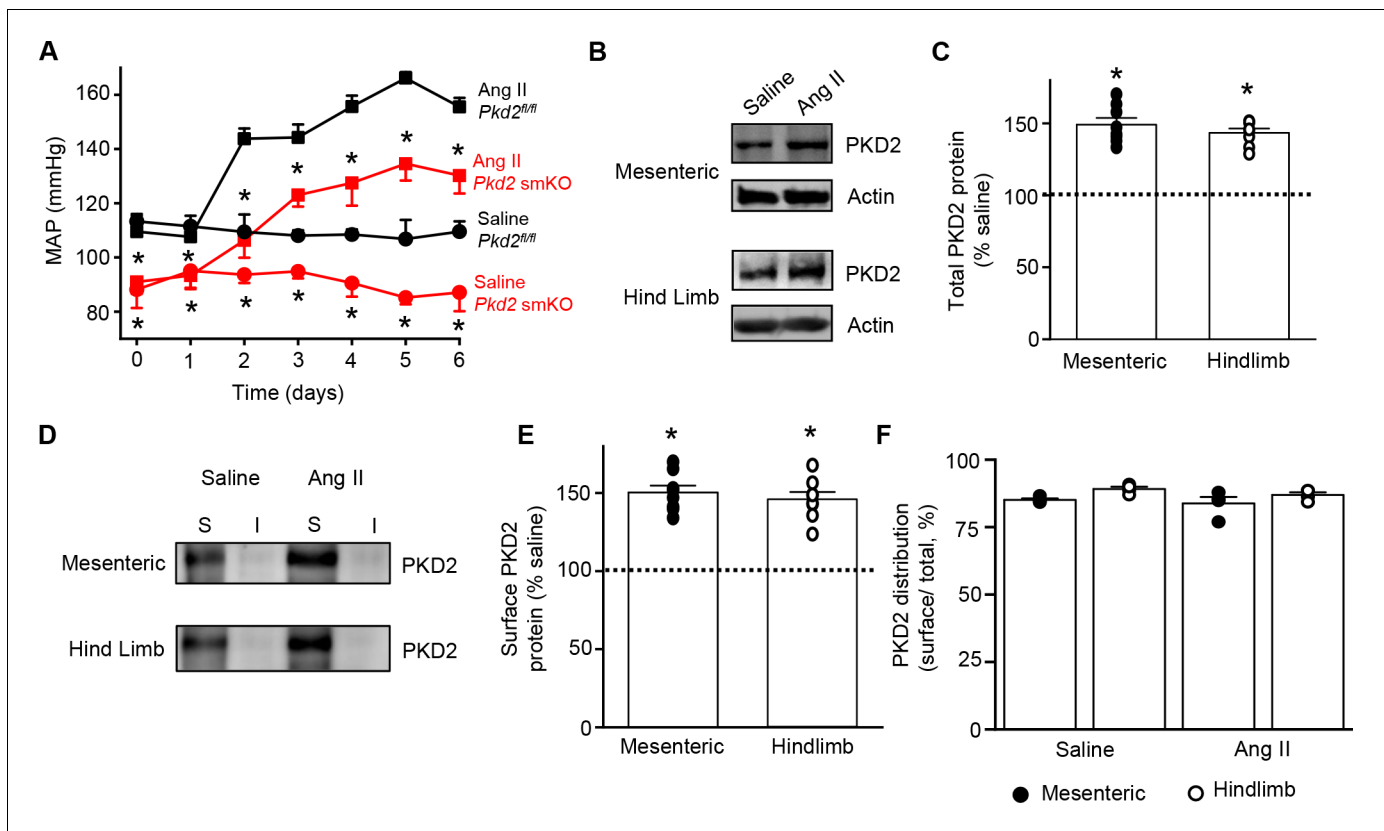 A
MAP (mmHg)
160
140
120
100
80
0 1 2 3 4 5 6
Time (days)
* * * * * * *
* * * * * * *
Ang II
Pkd2fl/fl
Ang II
Pkd2 smKO
Saline
Pkd2fl/fl
Saline
Pkd2 smKO
B
Saline Ang II
Mesenteric
PKD2
Actin
Hind Limb
PKD2
Actin
C
Total PKD2 protein
(% saline)
150
100
50
0
* *
Mesenteric Hindlimb
D
Saline Ang II
S I S I
Mesenteric PKD2
Hind Limb PKD2
E
Surface PKD2
protein (% saline)
150
100
50
0
* *
Mesenteric Hindlimb
F
PKD2 distribution
(surface/ total, %)
100
75
50
25
0
Saline Ang II
Mesenteric Hindlimb